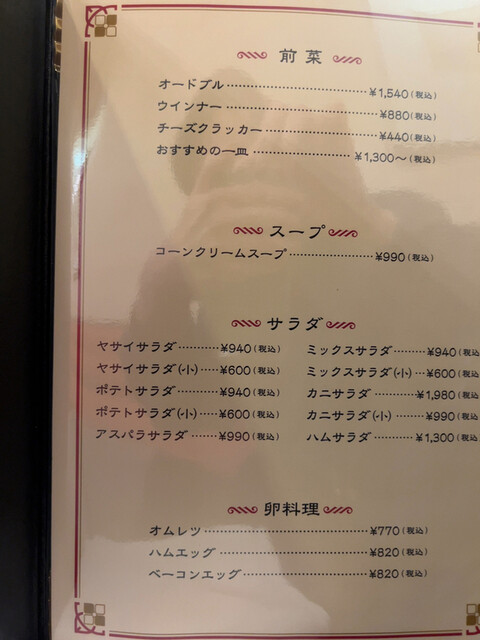 前菜
オードブル ¥1,540(税込)
ウインナー ¥880(税込)
チーズクラッカー ¥440(税込)
おすすめの一皿 ¥1,300〜(税込)
スープ
コーンクリームスープ ¥990(税込)
サラダ
ヤサイサラダ ¥940(税込)
ヤサイサラダ(小) ¥600(税込)
ポテトサラダ ¥940(税込)
ポテトサラダ(小) ¥600(税込)
アスパラサラダ ¥990(税込)
ミックスサラダ ¥940(税込
ミックスサラダ(小) ¥600(税込
カニサラダ ¥1,980(税込
カニサラダ(小) ¥990(税込
ハムサラダ ¥1,300(税込
卵料理
オムレツ ¥770(税込)
ハムエッグ ¥820(税込)
ベーコンエッグ ¥820(税込)